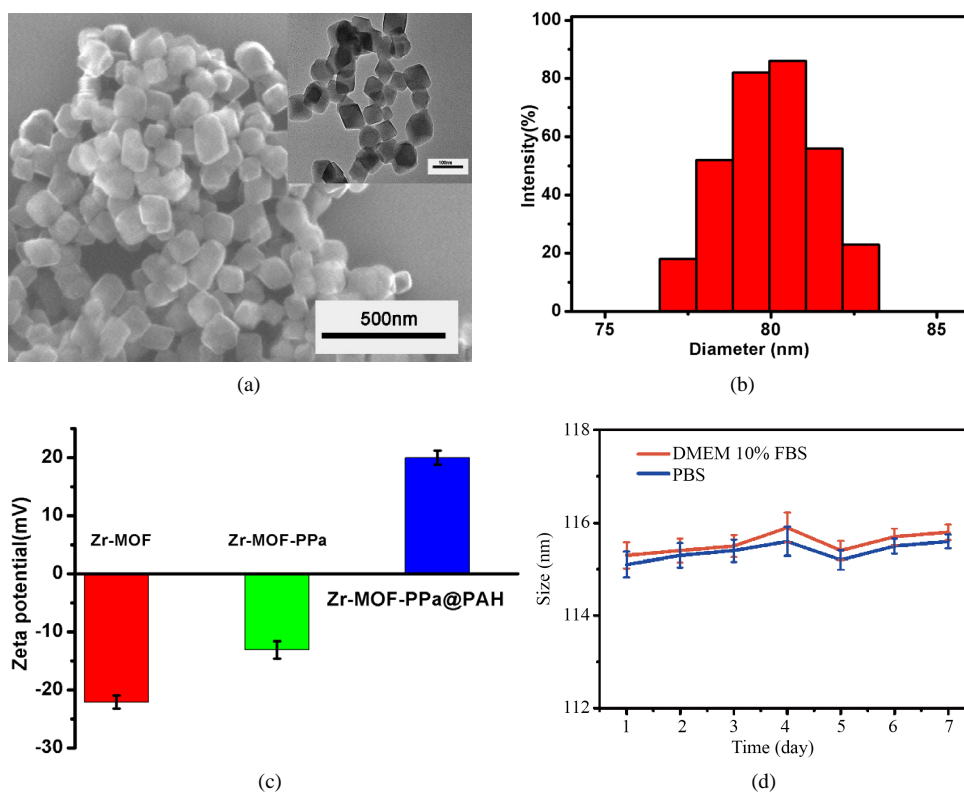 500nm
100nm
(a)
100
80
60
40
20
0
Intensity(%)
75
80
85
Diameter (nm)
(b)
20
10
0
-10
-20
-30
Zeta potential(mV)
Zr-MOF
Zr-MOF-PPa
Zr-MOF-PPa@PAH
(c)
118
116
114
112
Size (nm)
DMEM 10% FBS
PBS
1 2 3 4 5 6 7
Time (day)
(d)